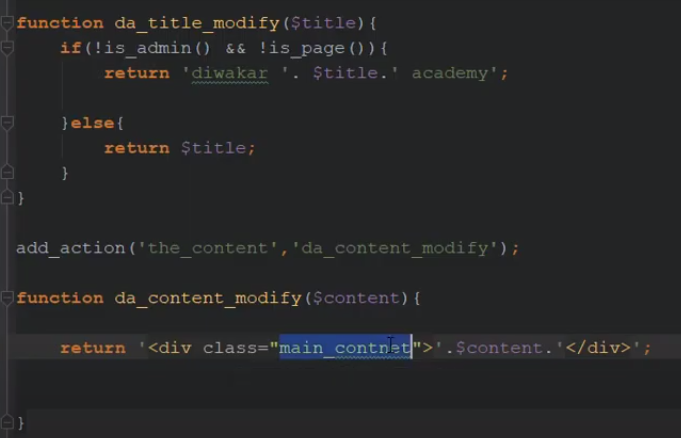 function da_title_modify($title){
if(!is_admin() && !is_page()){
return 'diwakar '. $title.' academy';
}else{
return $title;
}
}
add_action('the_content','da_content_modify');
function da_content_modify($content){
return '<div class="main_contnet">'.$content.'</div>';
}